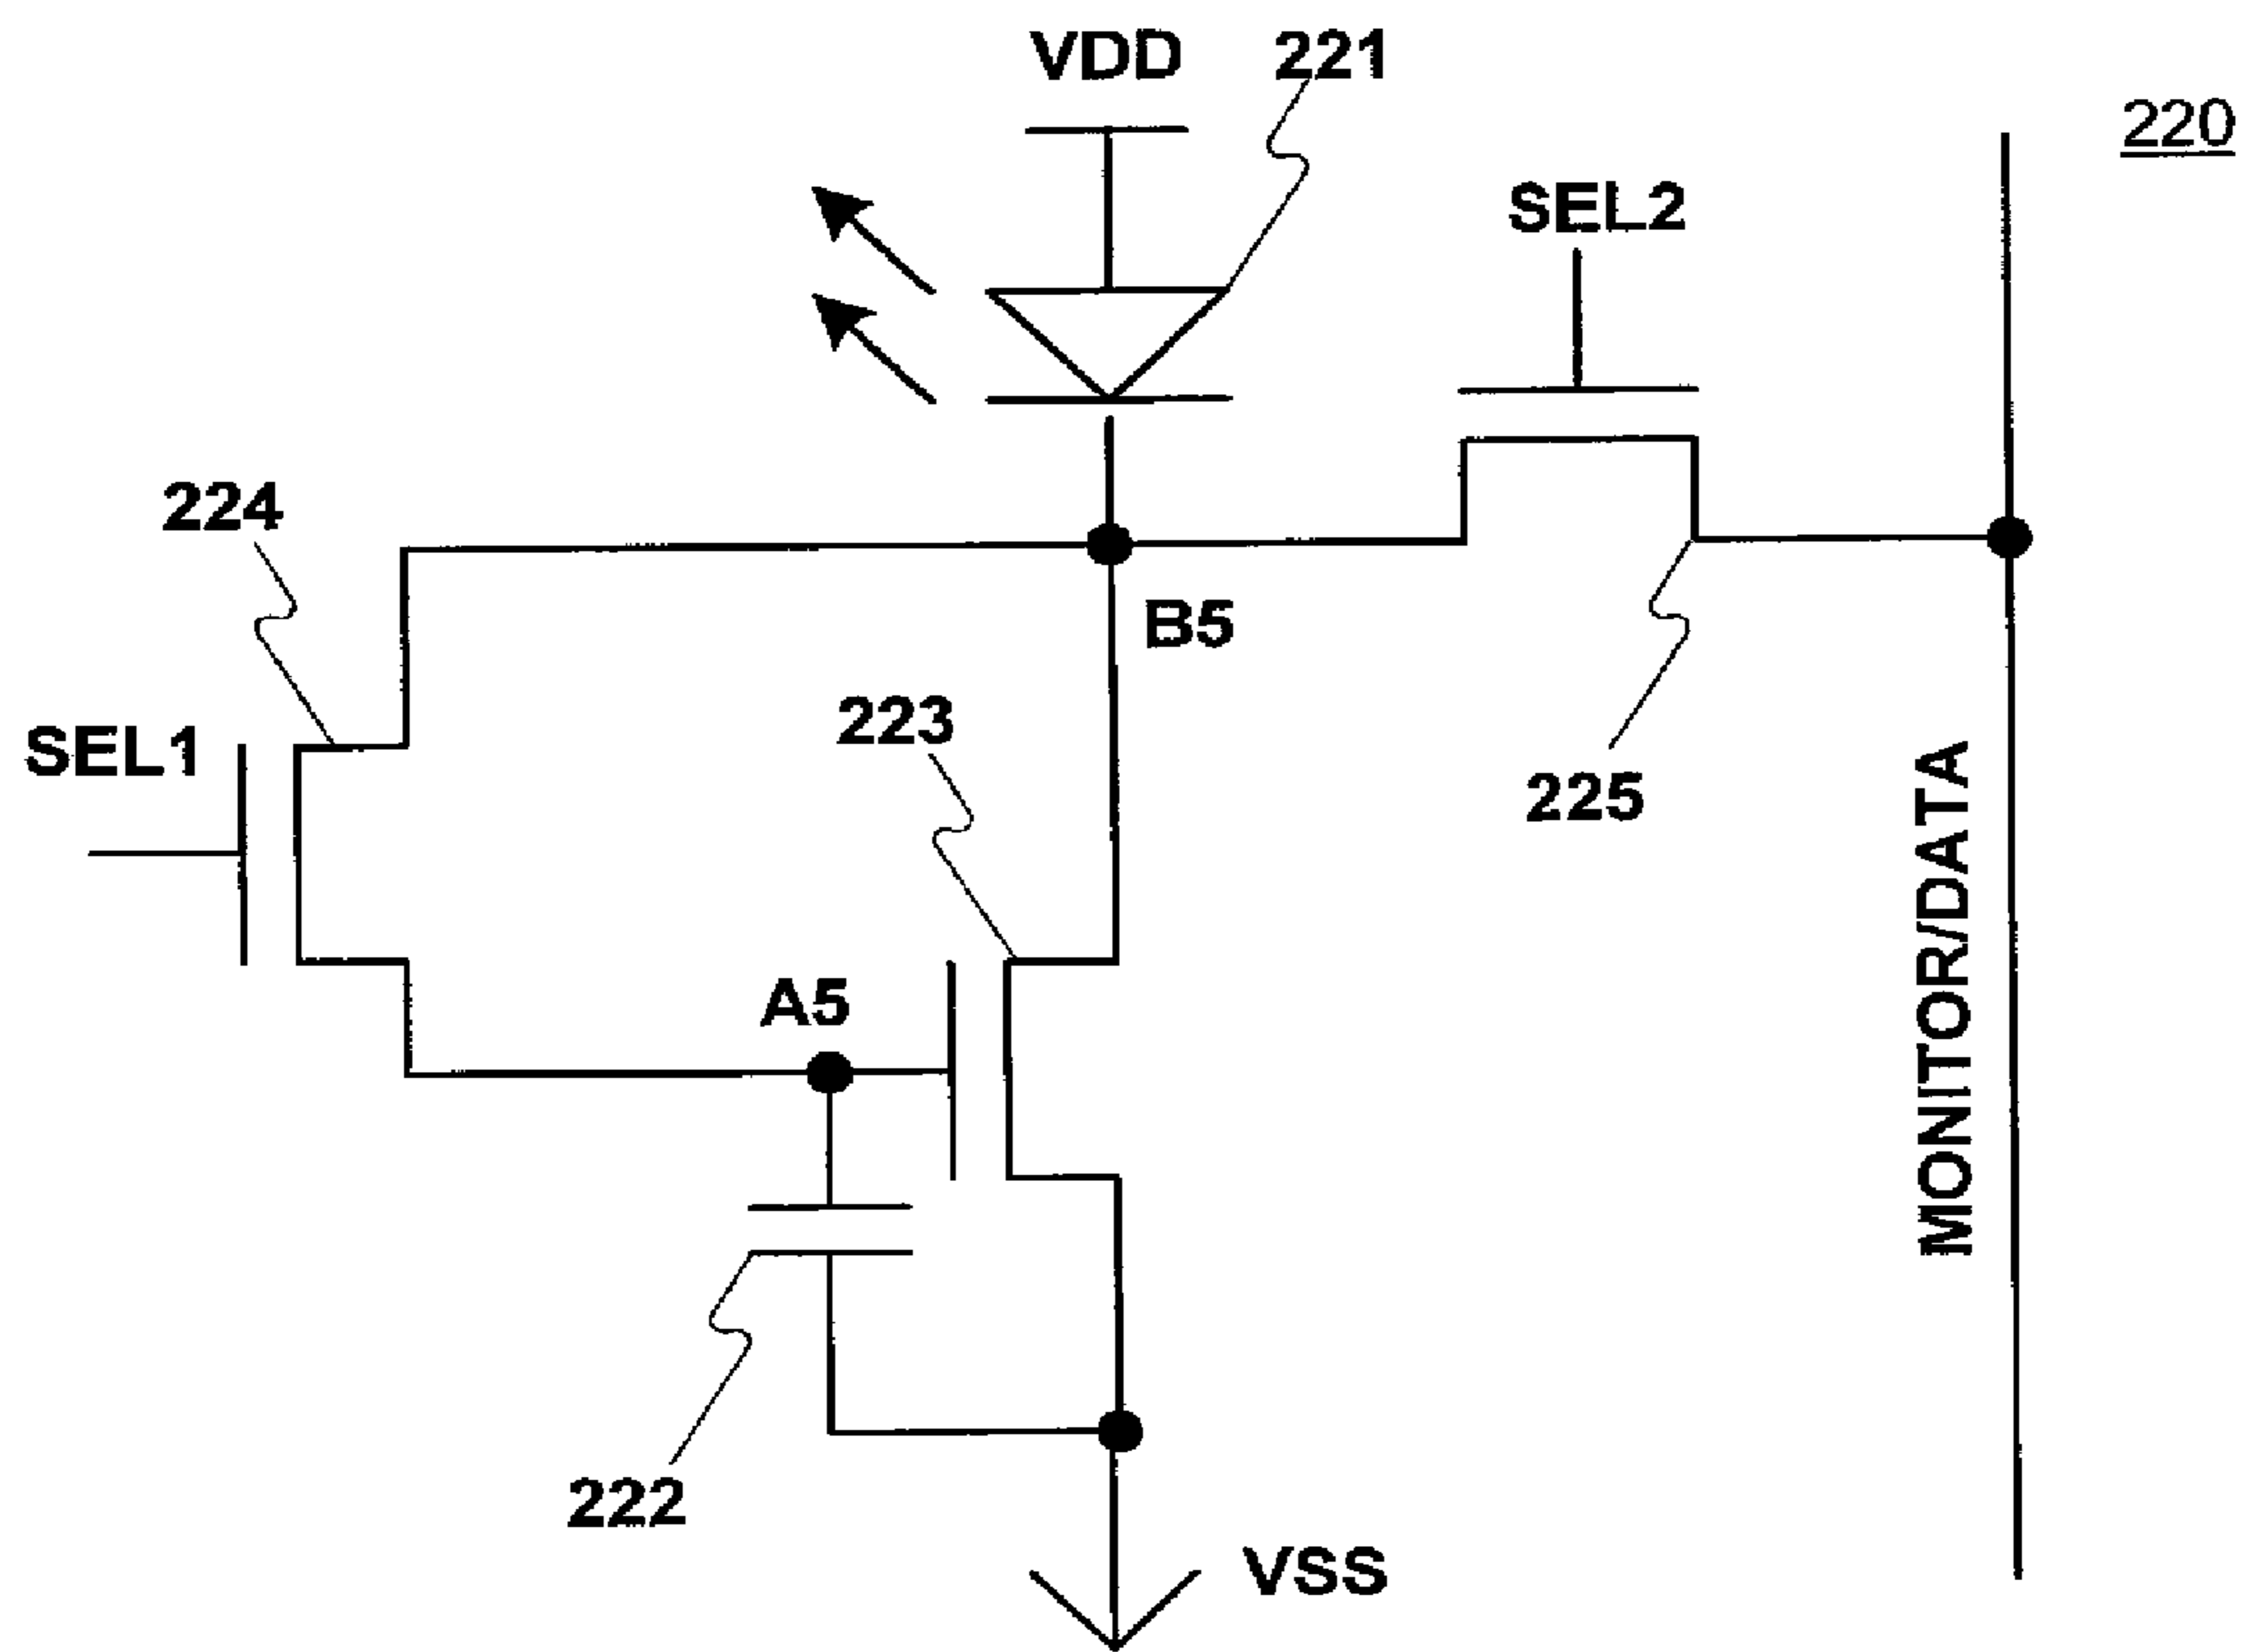 VDD
221
220
SEL2
224
B5
223
SEL1
225
A5
MONITOR/DATA
222
VSS